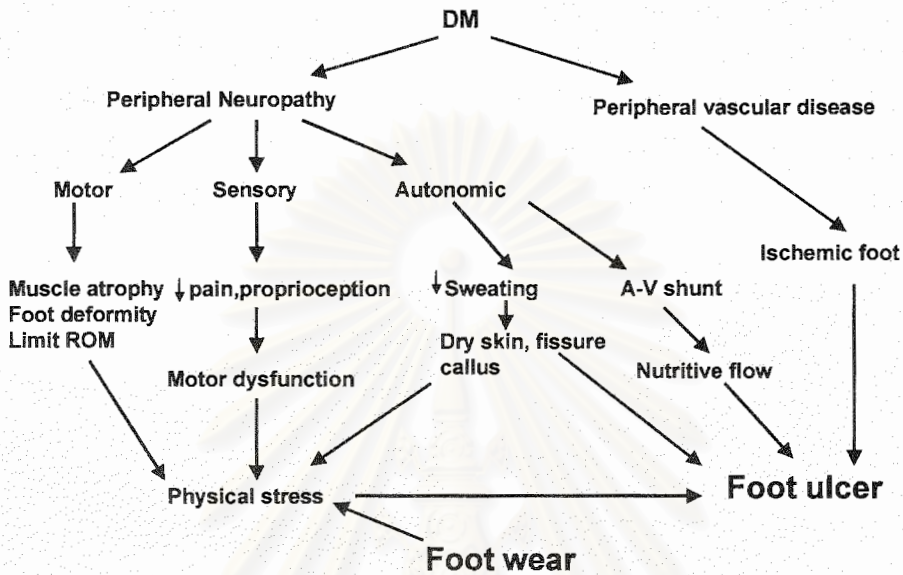 DM
Peripheral Neuropathy
Peripheral vascular disease
Motor
Sensory
Autonomic
Ischemic foot
Muscle atrophy
Foot deformity
Limit ROM
↓ pain,proprioception
↓ Sweating
A-V shunt
Dry skin, fissure
callus
Motor dysfunction
Nutritive flow
Physical stress
Foot ulcer
Foot wear